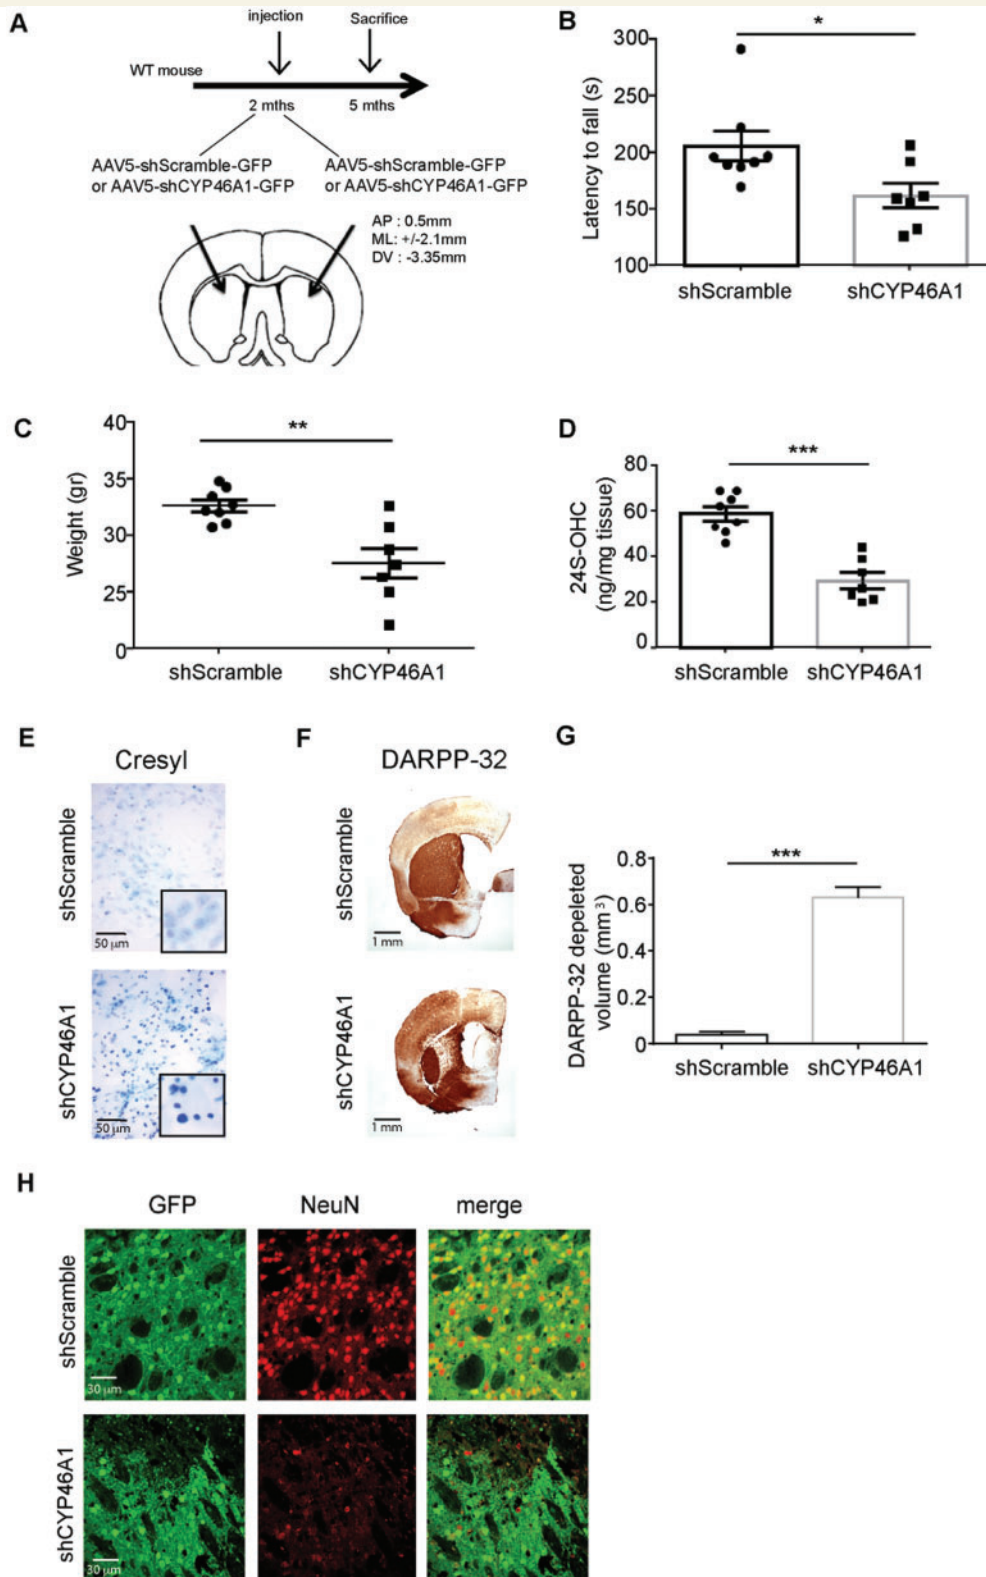 A
injection
Sacrifice
WT mouse
2 mths
5 mths
AAV5-shScramble-GFP
or AAV5-shCYP46A1-GFP
AAV5-shScramble-GFP
or AAV5-shCYP46A1-GFP
AP : 0.5mm
ML: +/-2.1mm
DV : -3.35mm
B
*
300
250
200
150
100
Latency to fall (s)
shScramble
shCYP46A1
C
**
40
35
30
25
0
Weight (gr)
shScramble
shCYP46A1
D
***
80
60
40
20
0
24S-OHC
(ng/mg tissue)
shScramble
shCYP46A1
E
Cresyl
shScramble
50 µm
shCYP46A1
50 µm
F
DARPP-32
shScramble
1 mm
shCYP46A1
1 mm
G
***
0.8
0.6
0.4
0.2
0
DARPP-32 depeleted
volume (mm³)
shScramble
shCYP46A1
H
GFP
NeuN
merge
shScramble
30 µm
shCYP46A1
30 µm